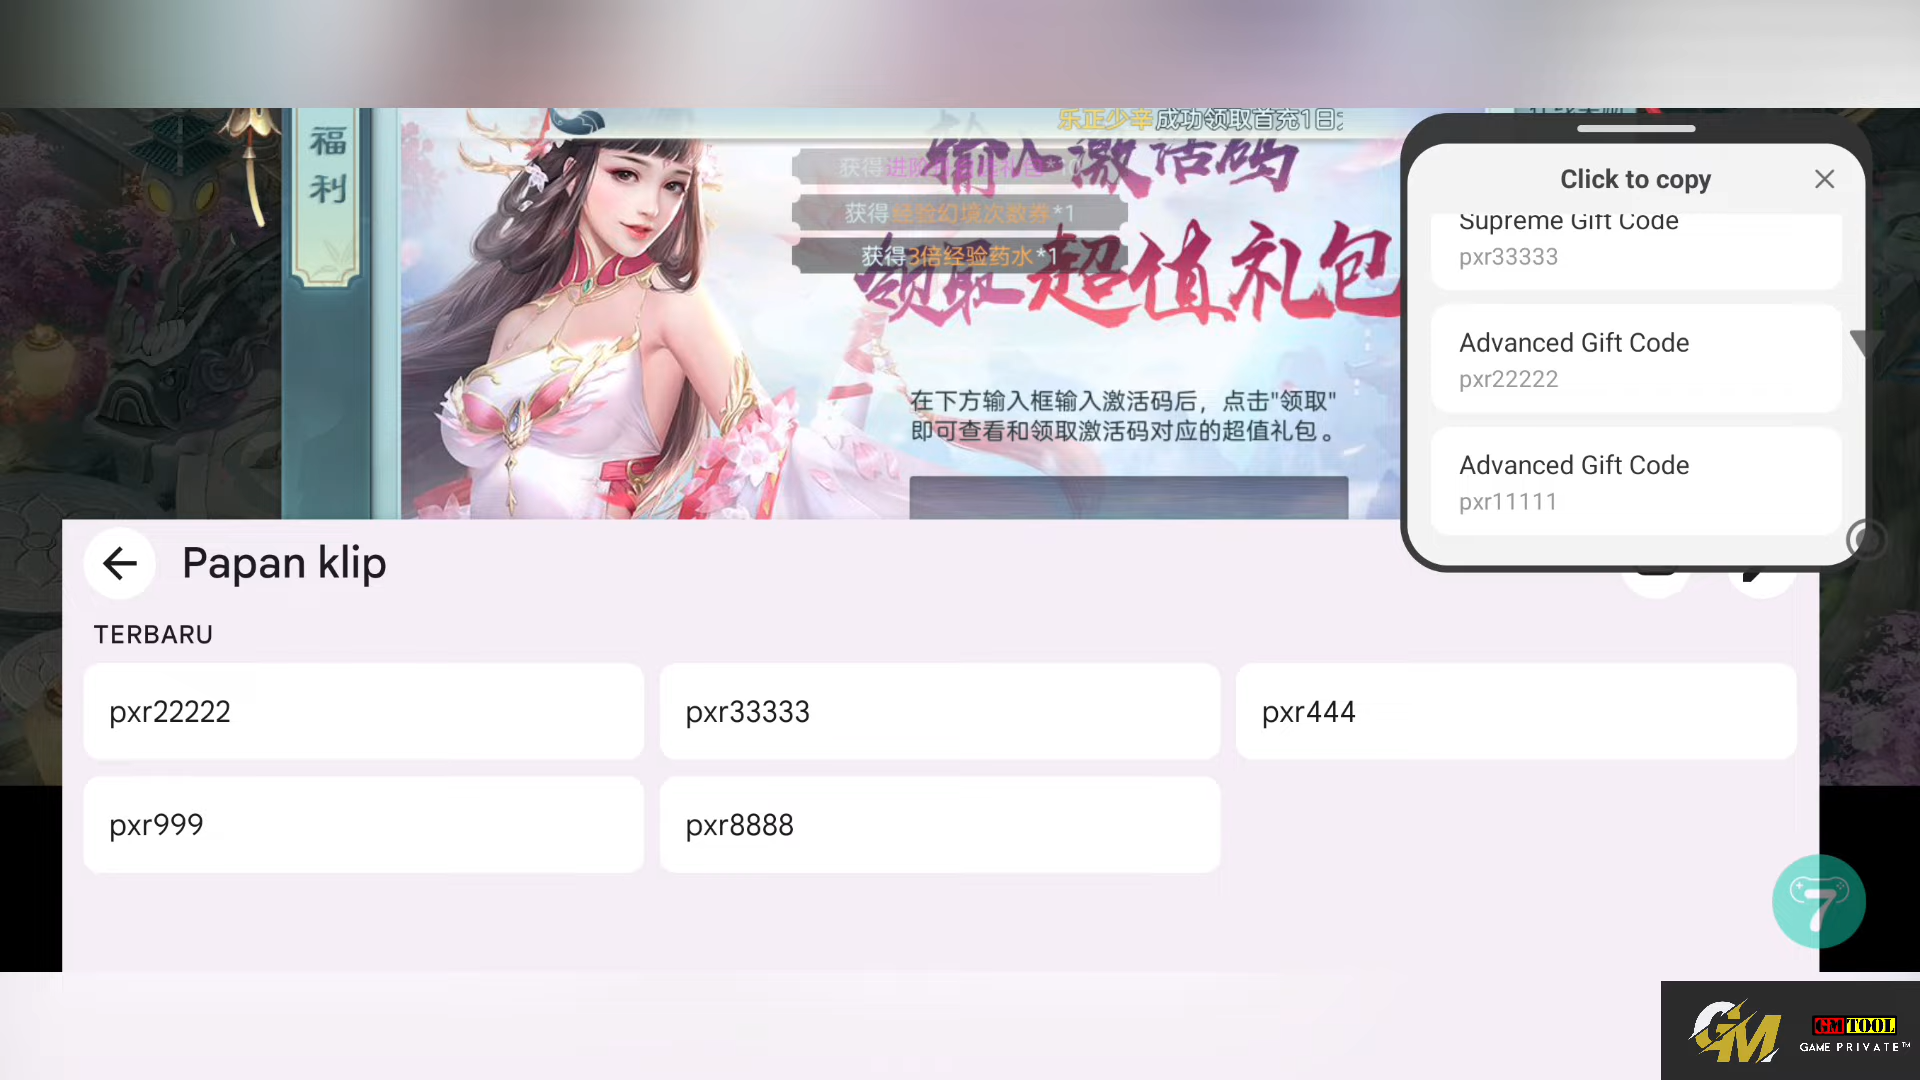 福利
乐正少辛成功领取首充1日
输入激活码
获得经验幻境次数券*1
获得3倍经验药水*1
领取超值礼包
在下方输入框输入激活码后，点击"领取"
即可查看和领取激活码对应的超值礼包。
Click to copy
Supreme Gift Code
pxr33333
Advanced Gift Code
pxr22222
Advanced Gift Code
pxr11111
Papan klip
TERBARU
pxr22222
pxr33333
pxr444
pxr999
pxr8888
7
GM
GMTOOL
GAME PRIVATE™